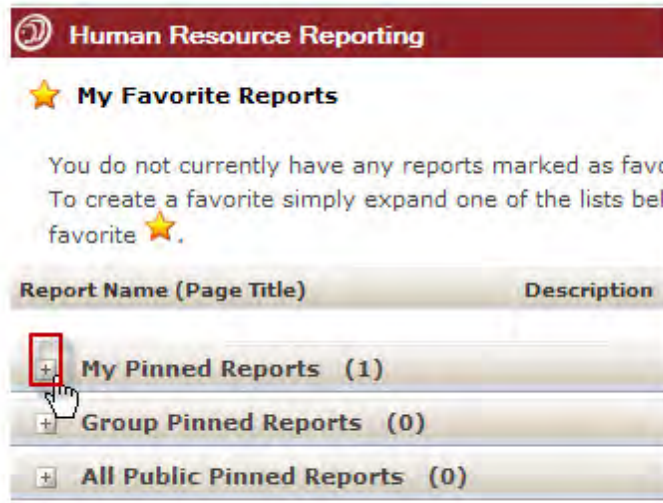 Human Resource Reporting
My Favorite Reports
You do not currently have any reports marked as
To create a favorite simply expand one of the lists
favorite .
Report Name (Page Title) Description
My Pinned Reports (1)
Group Pinned Reports (0)
All Public Pinned Reports (0)